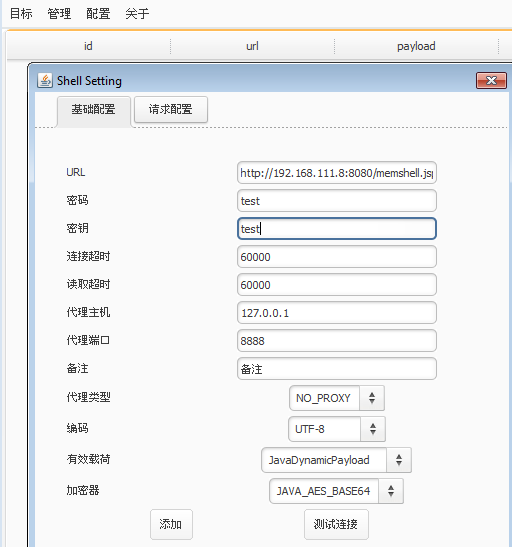 目标 管理 配置 关于
id url payload
Shell Setting
基础配置 请求配置
URL http://192.168.111.8:8080/memshell.jsp
密码 test
密钥 test
连接超时 60000
读取超时 60000
代理主机 127.0.0.1
代理端口 8888
备注 备注
代理类型 NO_PROXY
编码 UTF-8
有效载荷 JavaDynamicPayload
加密器 JAVA_AES_BASE64
添加 测试连接